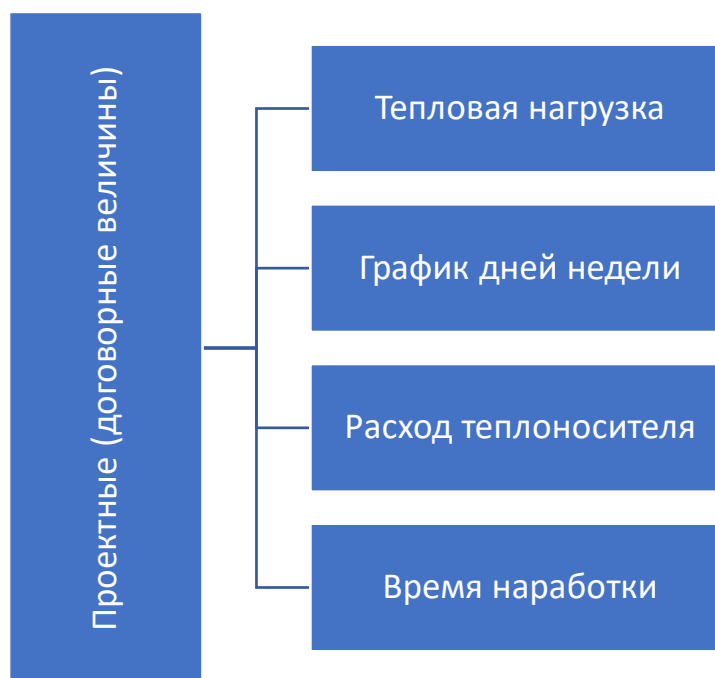 Проектные (договорные величины)
Тепловая нагрузка
График дней недели
Расход теплоносителя
Время наработки